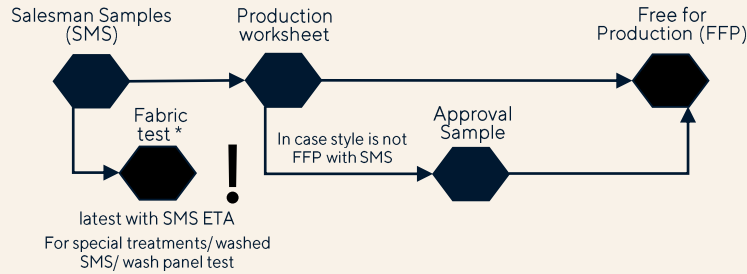 Salesman Samples
(SMS)
Production
worksheet
Free for
Production (FFP)
Fabric
test *
!
In case style is not
FFP with SMS
Approval
Sample
latest with SMS ETA
For special treatments/ washed
SMS/ wash panel test